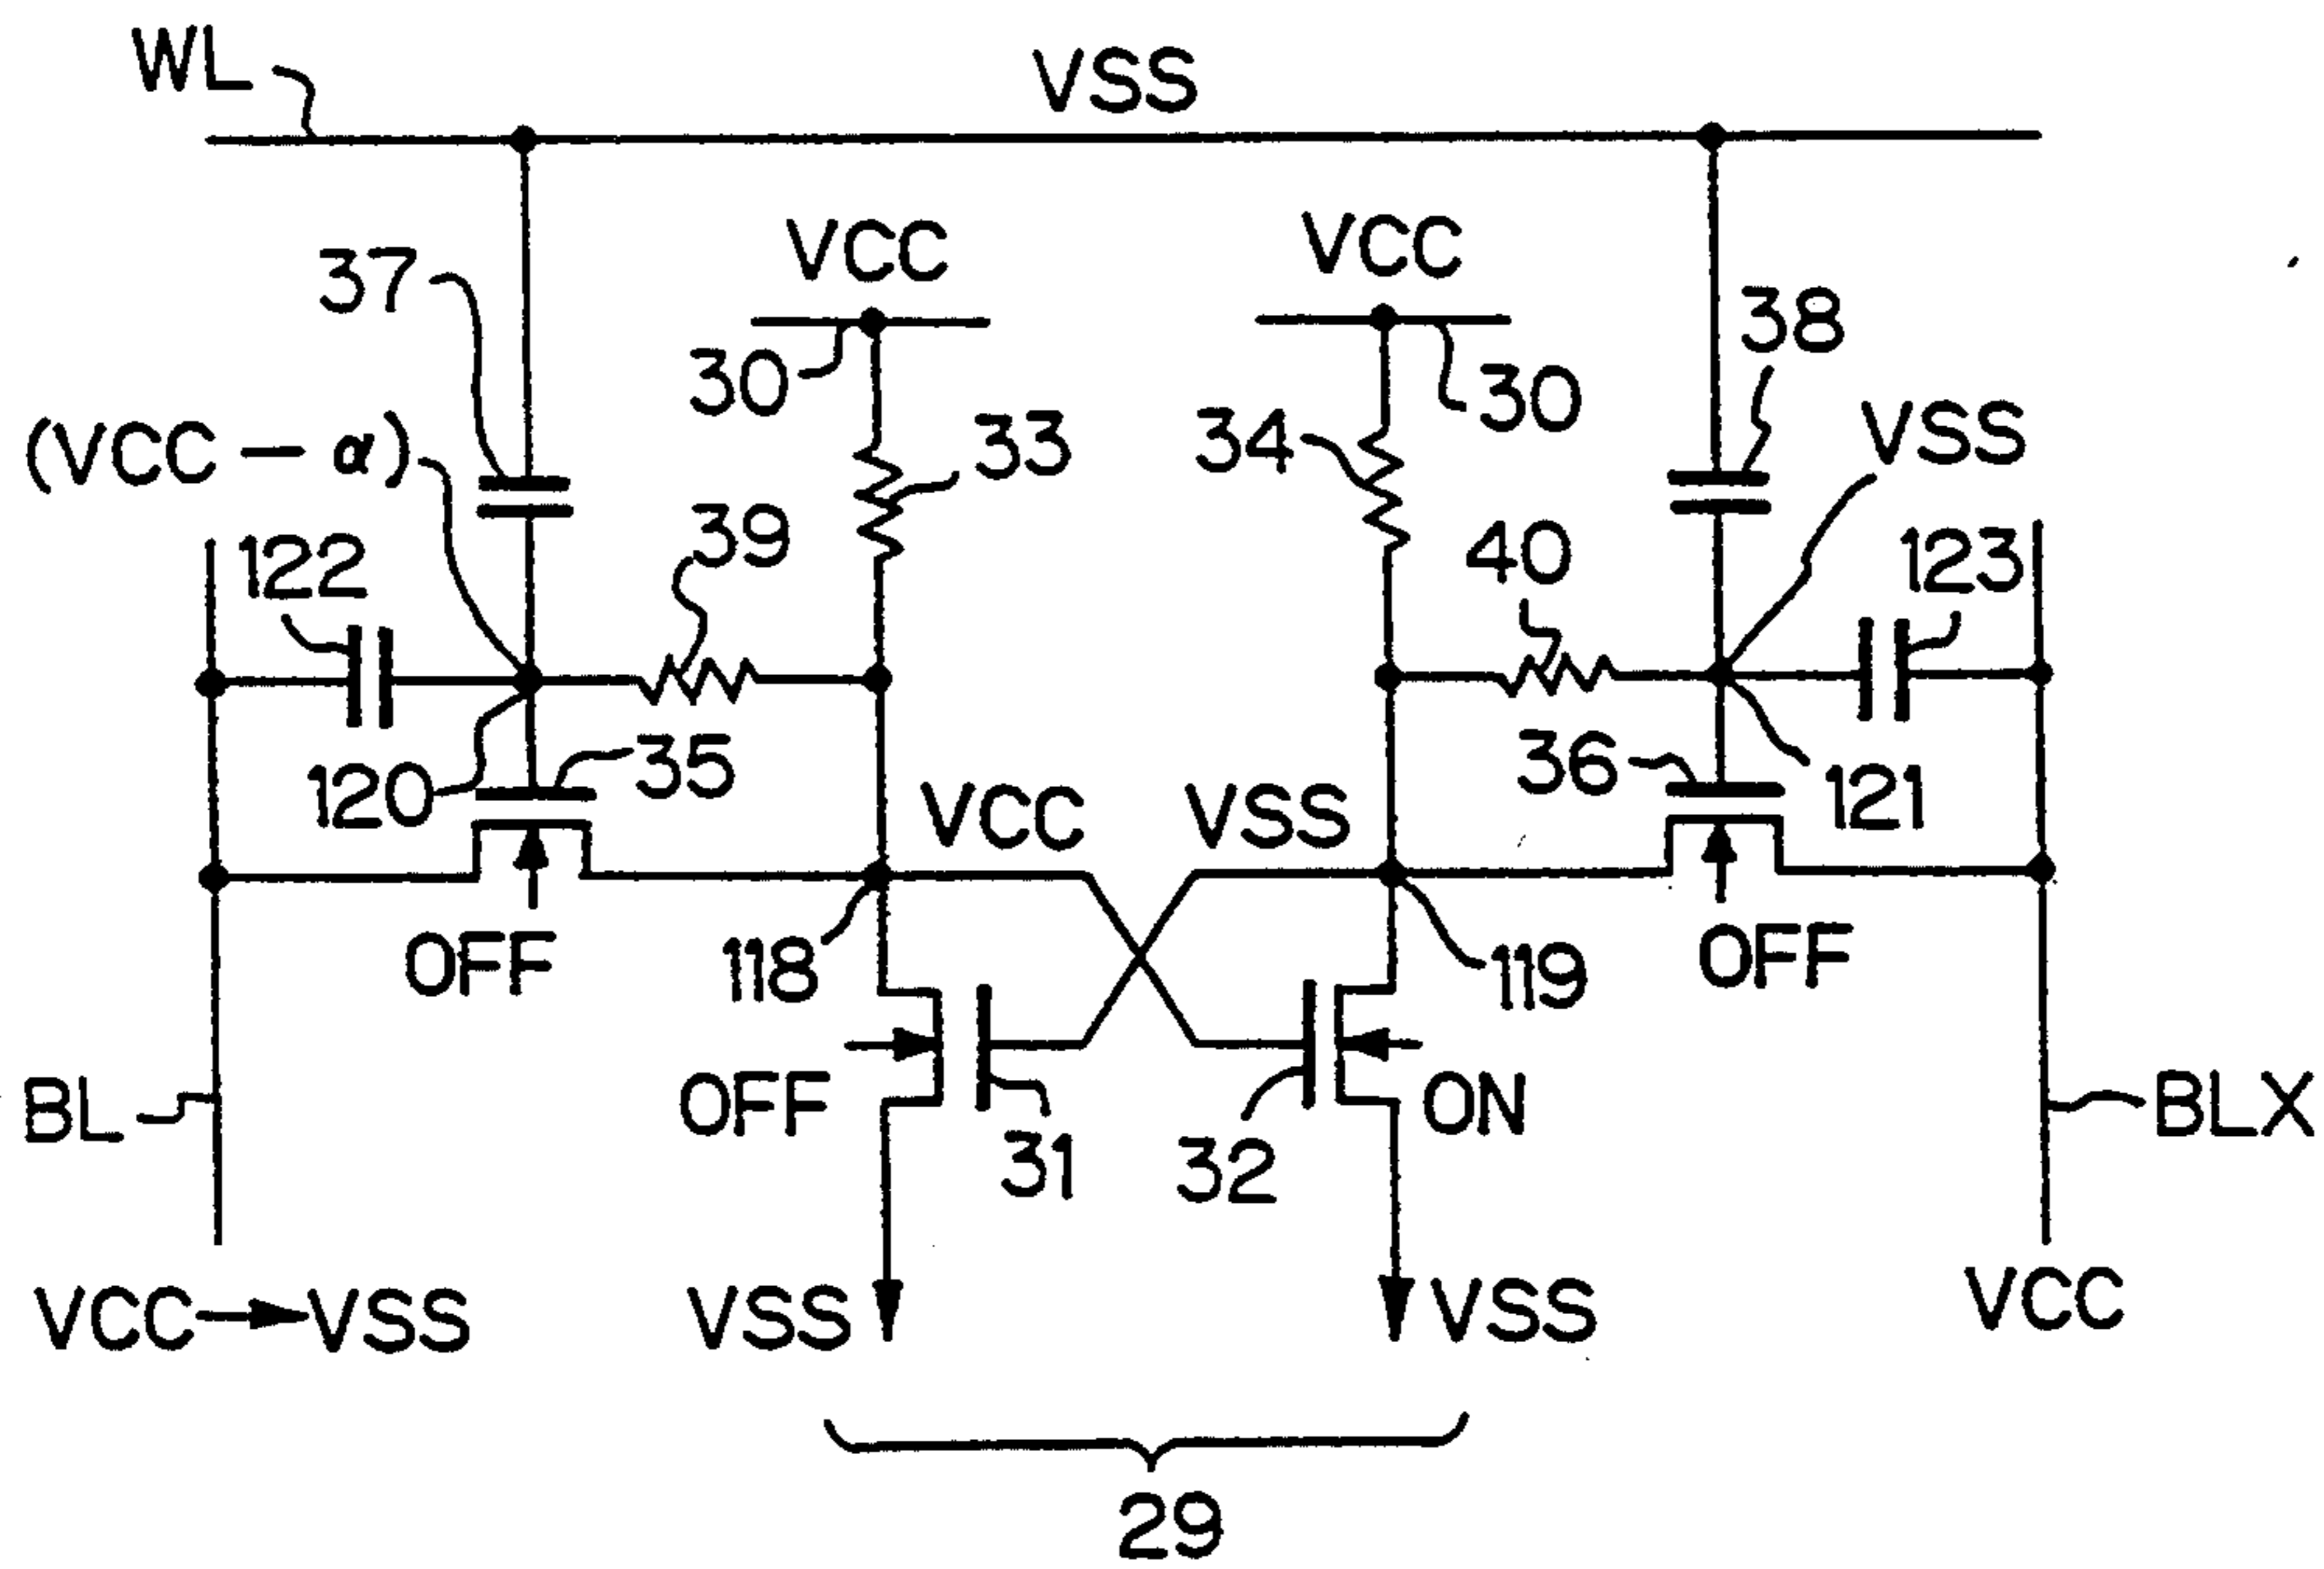 WL
VSS
VCC
VCC
37
38
30
30
(VCC − α)
33
34
VSS
39
40
122
123
35
36
120
121
VCC
VSS
OFF
118
119
OFF
BL
OFF
ON
BLX
31
32
VCC→VSS
VSS
VSS
VCC
29